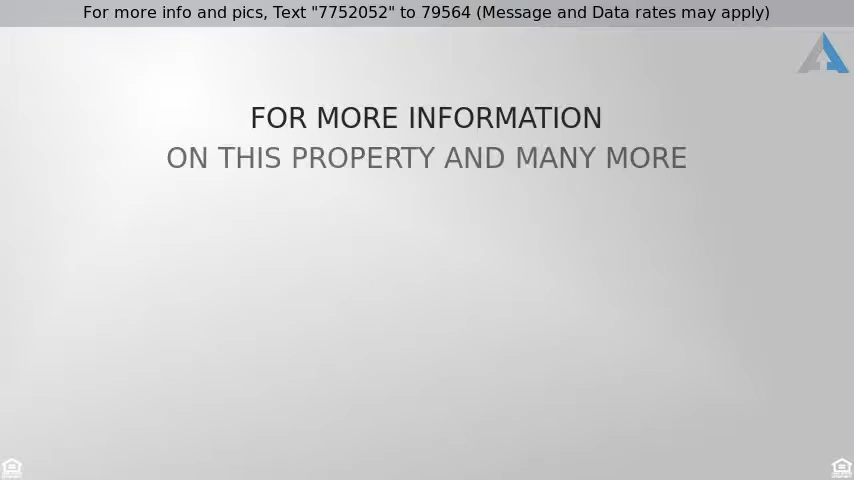 For more info and pics, Text "7752052" to 79564 (Message and Data rates may apply)
FOR MORE INFORMATION
ON THIS PROPERTY AND MANY MORE